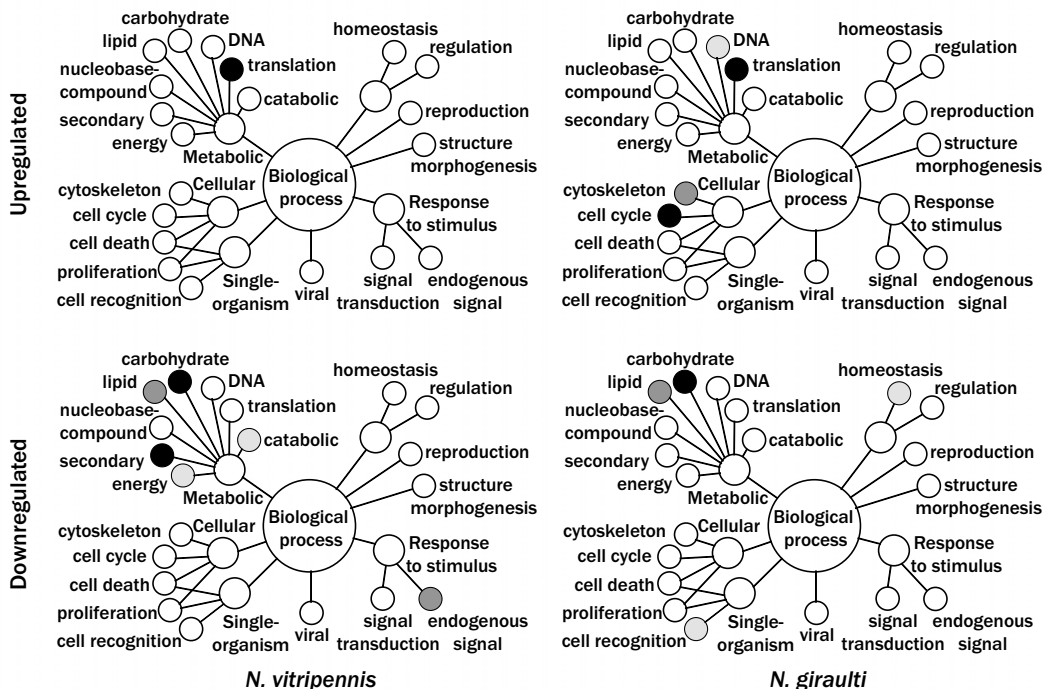 Upregulated
carbohydrate
lipid
DNA
nucleobase-
compound
translation
secondary
catabolic
energy
Metabolic
homeostasis
regulation
reproduction
structure
morphogenesis
cytoskeleton
Cellular
cell cycle
cell death
proliferation
cell recognition
Single-
organism
Biological
process
viral
Response
to stimulus
signal
transduction
endogenous
signal
carbohydrate
lipid
DNA
nucleobase-
compound
translation
secondary
catabolic
energy
Metabolic
homeostasis
regulation
reproduction
structure
morphogenesis
cytoskeleton
Cellular
cell cycle
cell death
proliferation
cell recognition
Single-
organism
Biological
process
viral
Response
to stimulus
signal
transduction
endogenous
signal
Downregulated
carbohydrate
lipid
DNA
nucleobase-
compound
translation
secondary
catabolic
energy
Metabolic
homeostasis
regulation
reproduction
structure
morphogenesis
cytoskeleton
Cellular
cell cycle
cell death
proliferation
cell recognition
Single-
organism
Biological
process
viral
Response
to stimulus
signal
transduction
endogenous
signal
carbohydrate
lipid
DNA
nucleobase-
compound
translation
secondary
catabolic
energy
Metabolic
homeostasis
regulation
reproduction
structure
morphogenesis
cytoskeleton
Cellular
cell cycle
cell death
proliferation
cell recognition
Single-
organism
Biological
process
viral
Response
to stimulus
signal
transduction
endogenous
signal
N. vitripennis
N. giraulti